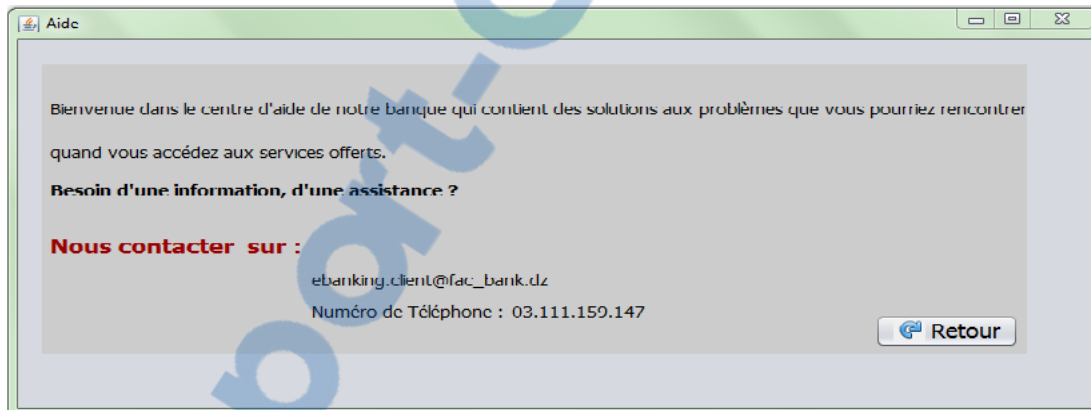 Aide
Bienvenue dans le centre d'aide de notre banque qui contient des solutions aux problèmes que vous pourriez rencontrer
quand vous accédez aux services offerts.
Besoin d'une information, d'une assistance ?
Nous contacter sur :
ebanking.client@fac_bank.dz
Numéro de Téléphone : 03.111.159.147
Retour
port-